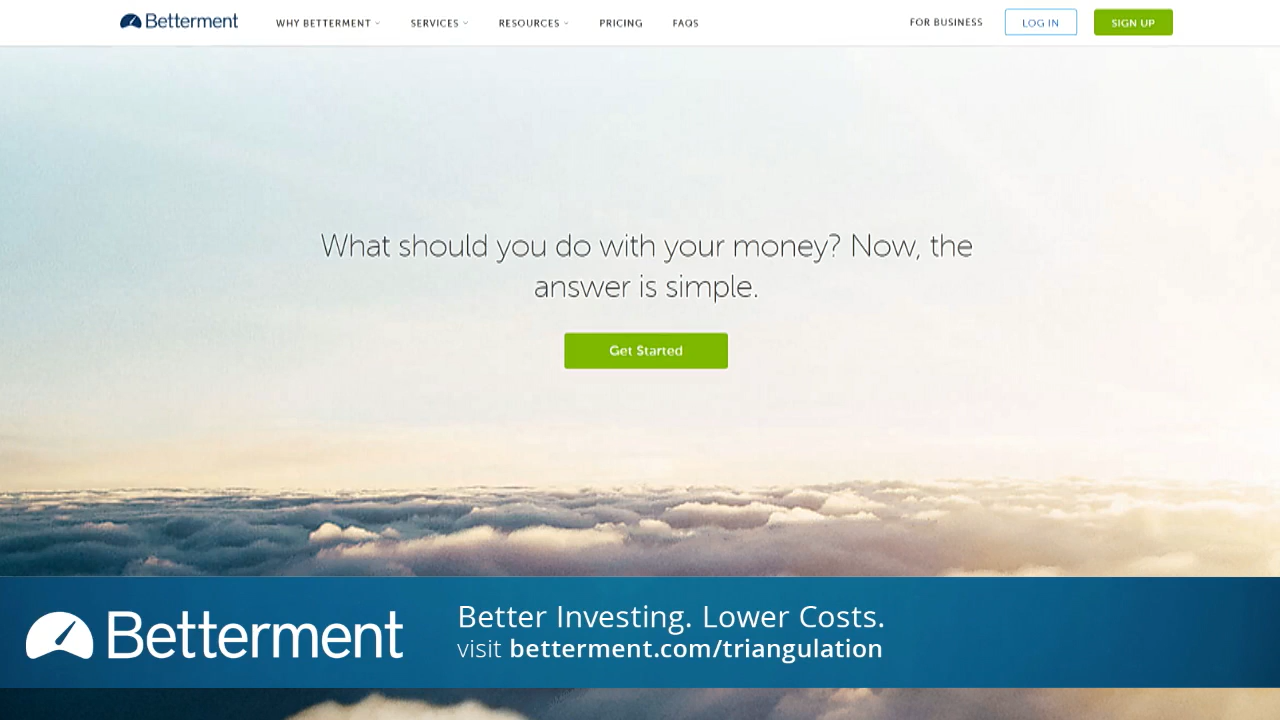 Betterment WHY BETTERMENT SERVICES RESOURCES PRICING FAQS FOR BUSINESS LOG IN SIGN UP
What should you do with your money? Now, the
answer is simple.
Get Started
Betterment
Better Investing. Lower Costs.
visit betterment.com/triangulation